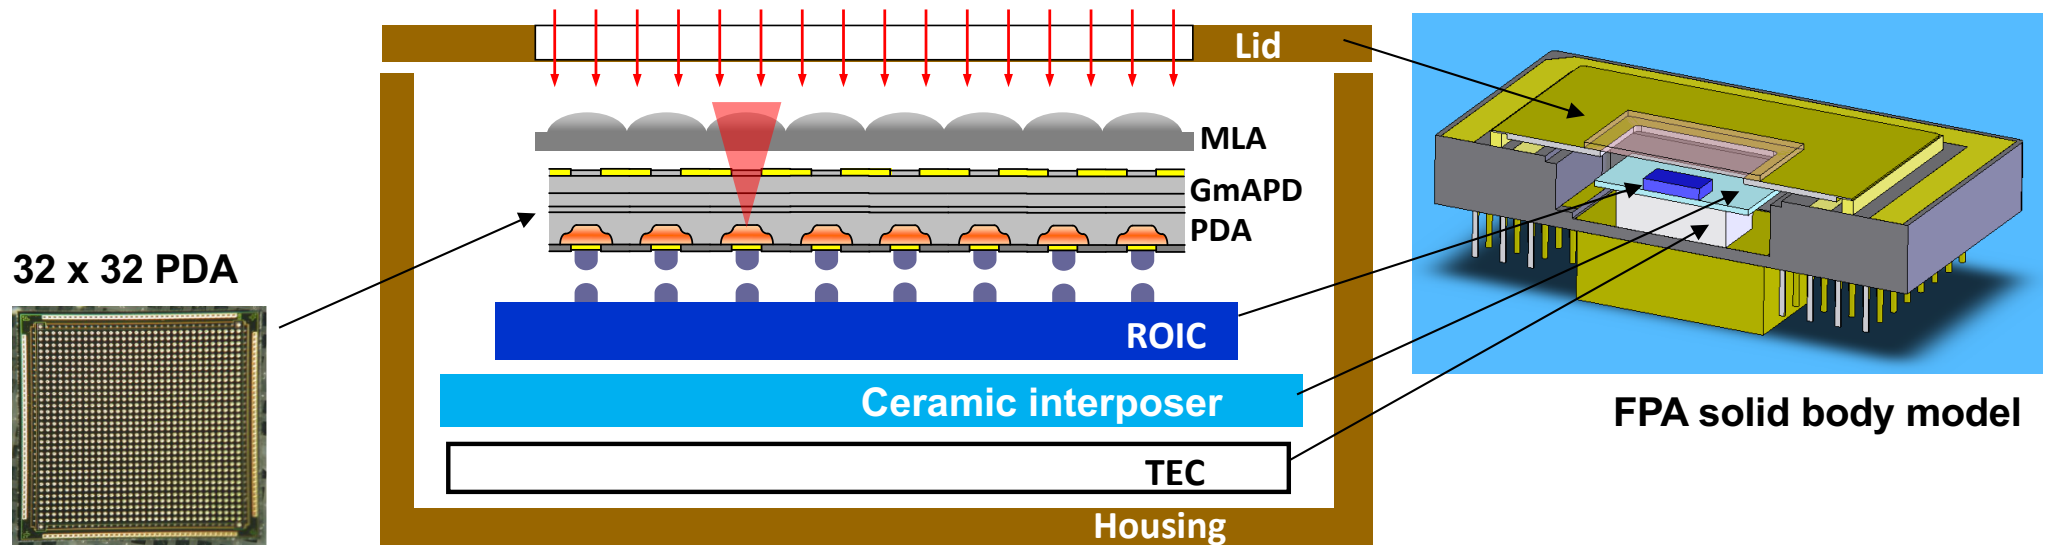 Lid
MLA
GmAPD
PDA
32 x 32 PDA
ROIC
Ceramic interposer
FPA solid body model
TEC
Housing